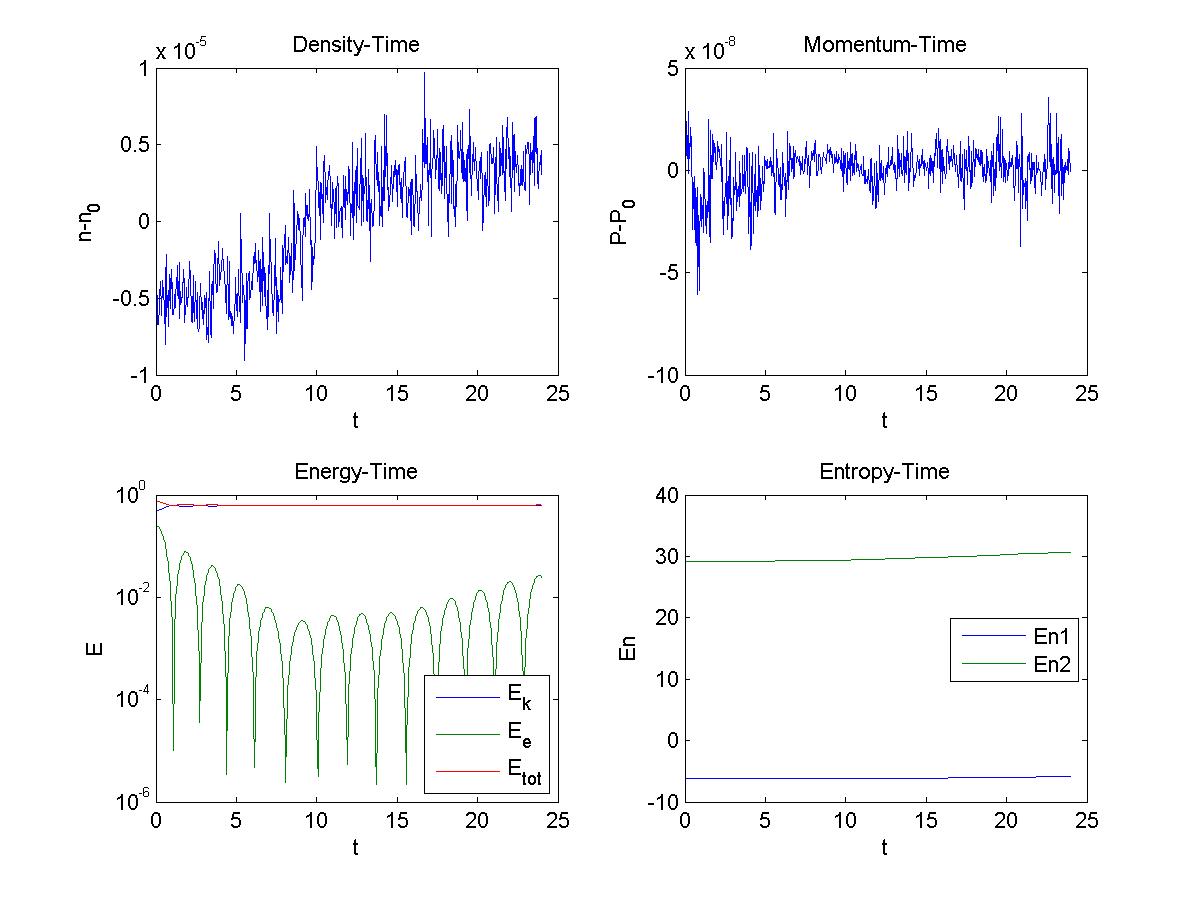 Density-Time
x 10^-5
1
0.5
0
-0.5
-1
0 5 10 15 20 25
n-n_0
t
Momentum-Time
x 10^-8
5
0
-5
-10
0 5 10 15 20 25
P-P_0
t
Energy-Time
10^0
10^-2
10^-4
10^-6
0 5 10 15 20 25
E
t
E_k
E_e
E_tot
Entropy-Time
40
30
20
10
0
-10
0 5 10 15 20 25
En
t
En1
En2